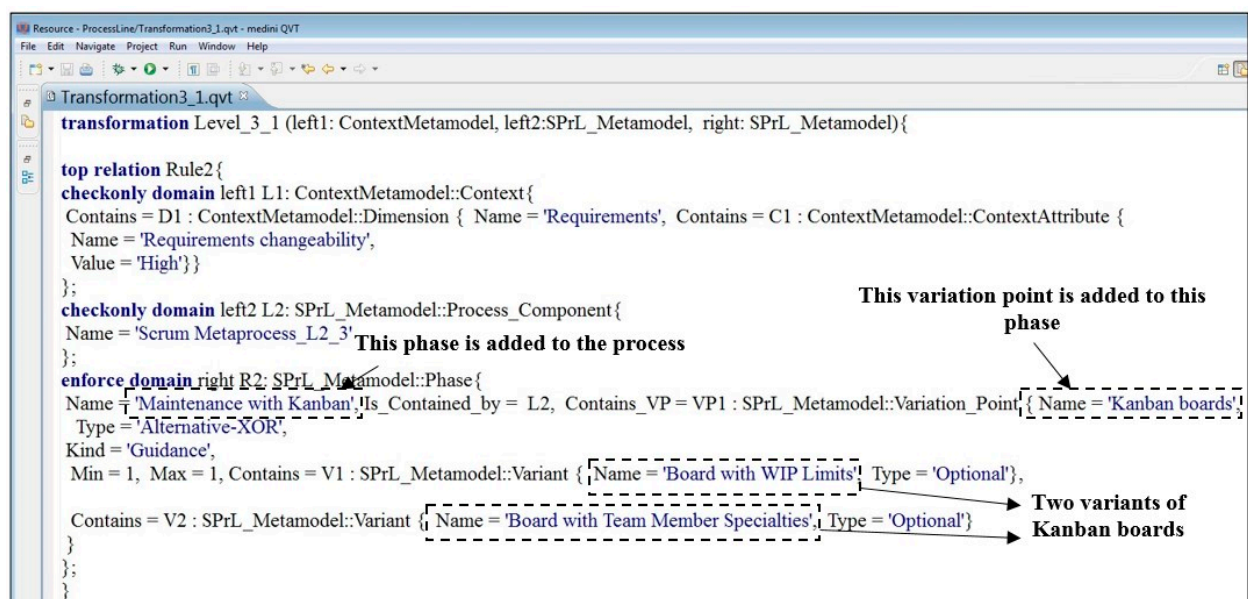 Resource - ProcessLine/Transformation3_1.qvt - medini QVT
File Edit Navigate Project Run Window Help
Transformation3_1.qvt
transformation Level_3_1 (left1: ContextMetamodel, left2:SPrL_Metamodel, right: SPrL_Metamodel){
top relation Rule2{
checkonly domain left1 L1: ContextMetamodel::Context{
Contains = D1 : ContextMetamodel::Dimension { Name = 'Requirements', Contains = C1 : ContextMetamodel::ContextAttribute {
Name = 'Requirements changeability',
Value = 'High'}}
};
checkonly domain left2 L2: SPrL_Metamodel::Process_Component{
Name = 'Scrum Metaprocess_L2_3'
};
This phase is added to the process
This variation point is added to this
phase
enforce domain right R2: SPrL_Metamodel::Phase{
Name = 'Maintenance with Kanban', Is_Contained_by = L2, Contains_VP = VP1 : SPrL_Metamodel::Variation_Point { Name = 'Kanban boards',
Type = 'Alternative-XOR',
Kind = 'Guidance',
Min = 1, Max = 1, Contains = V1 : SPrL_Metamodel::Variant { Name = 'Board with WIP Limits', Type = 'Optional'},
Contains = V2 : SPrL_Metamodel::Variant { Name = 'Board with Team Member Specialties', Type = 'Optional'}
}
};
}
Two variants of
Kanban boards